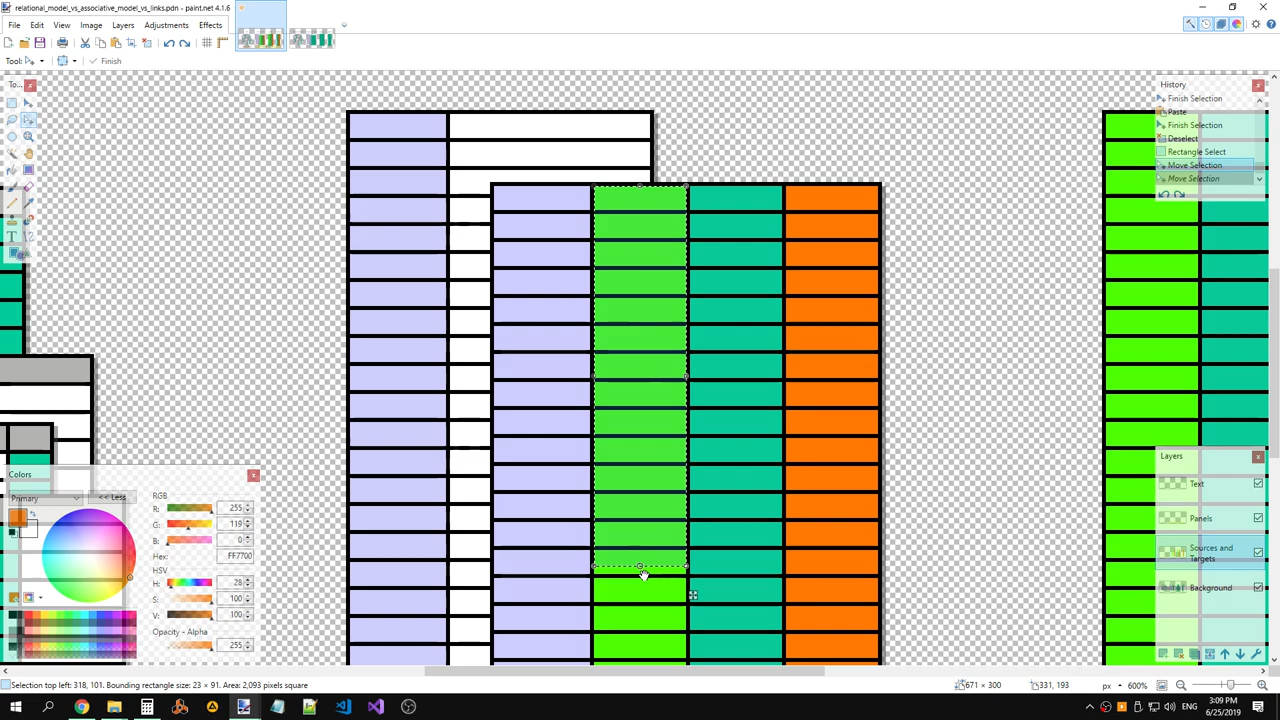 relational_model_vs_associative_model_vs_links.pdn - paint.net 4.1.6
File Edit View Image Layers Adjustments Effects
Tool: Finish
To...
History
Finish Selection
Paste
Finish Selection
Deselect
Rectangle Select
Move Selection
Move Selection
Colors
Primary
<< Less
RGB
R: 255
G: 119
B: 0
Hex: FF7700
HSV
H: 28
S: 100
V: 100
Opacity - Alpha
255
Layers
Text
Panels
Sources and
Targets
Background
Selection top left: 318, 101. Bounding rectangle size: 23 × 91. Area: 2,093 pixels square
671 × 300
331, 193
px
600%
ENG
3:09 PM
6/25/2019